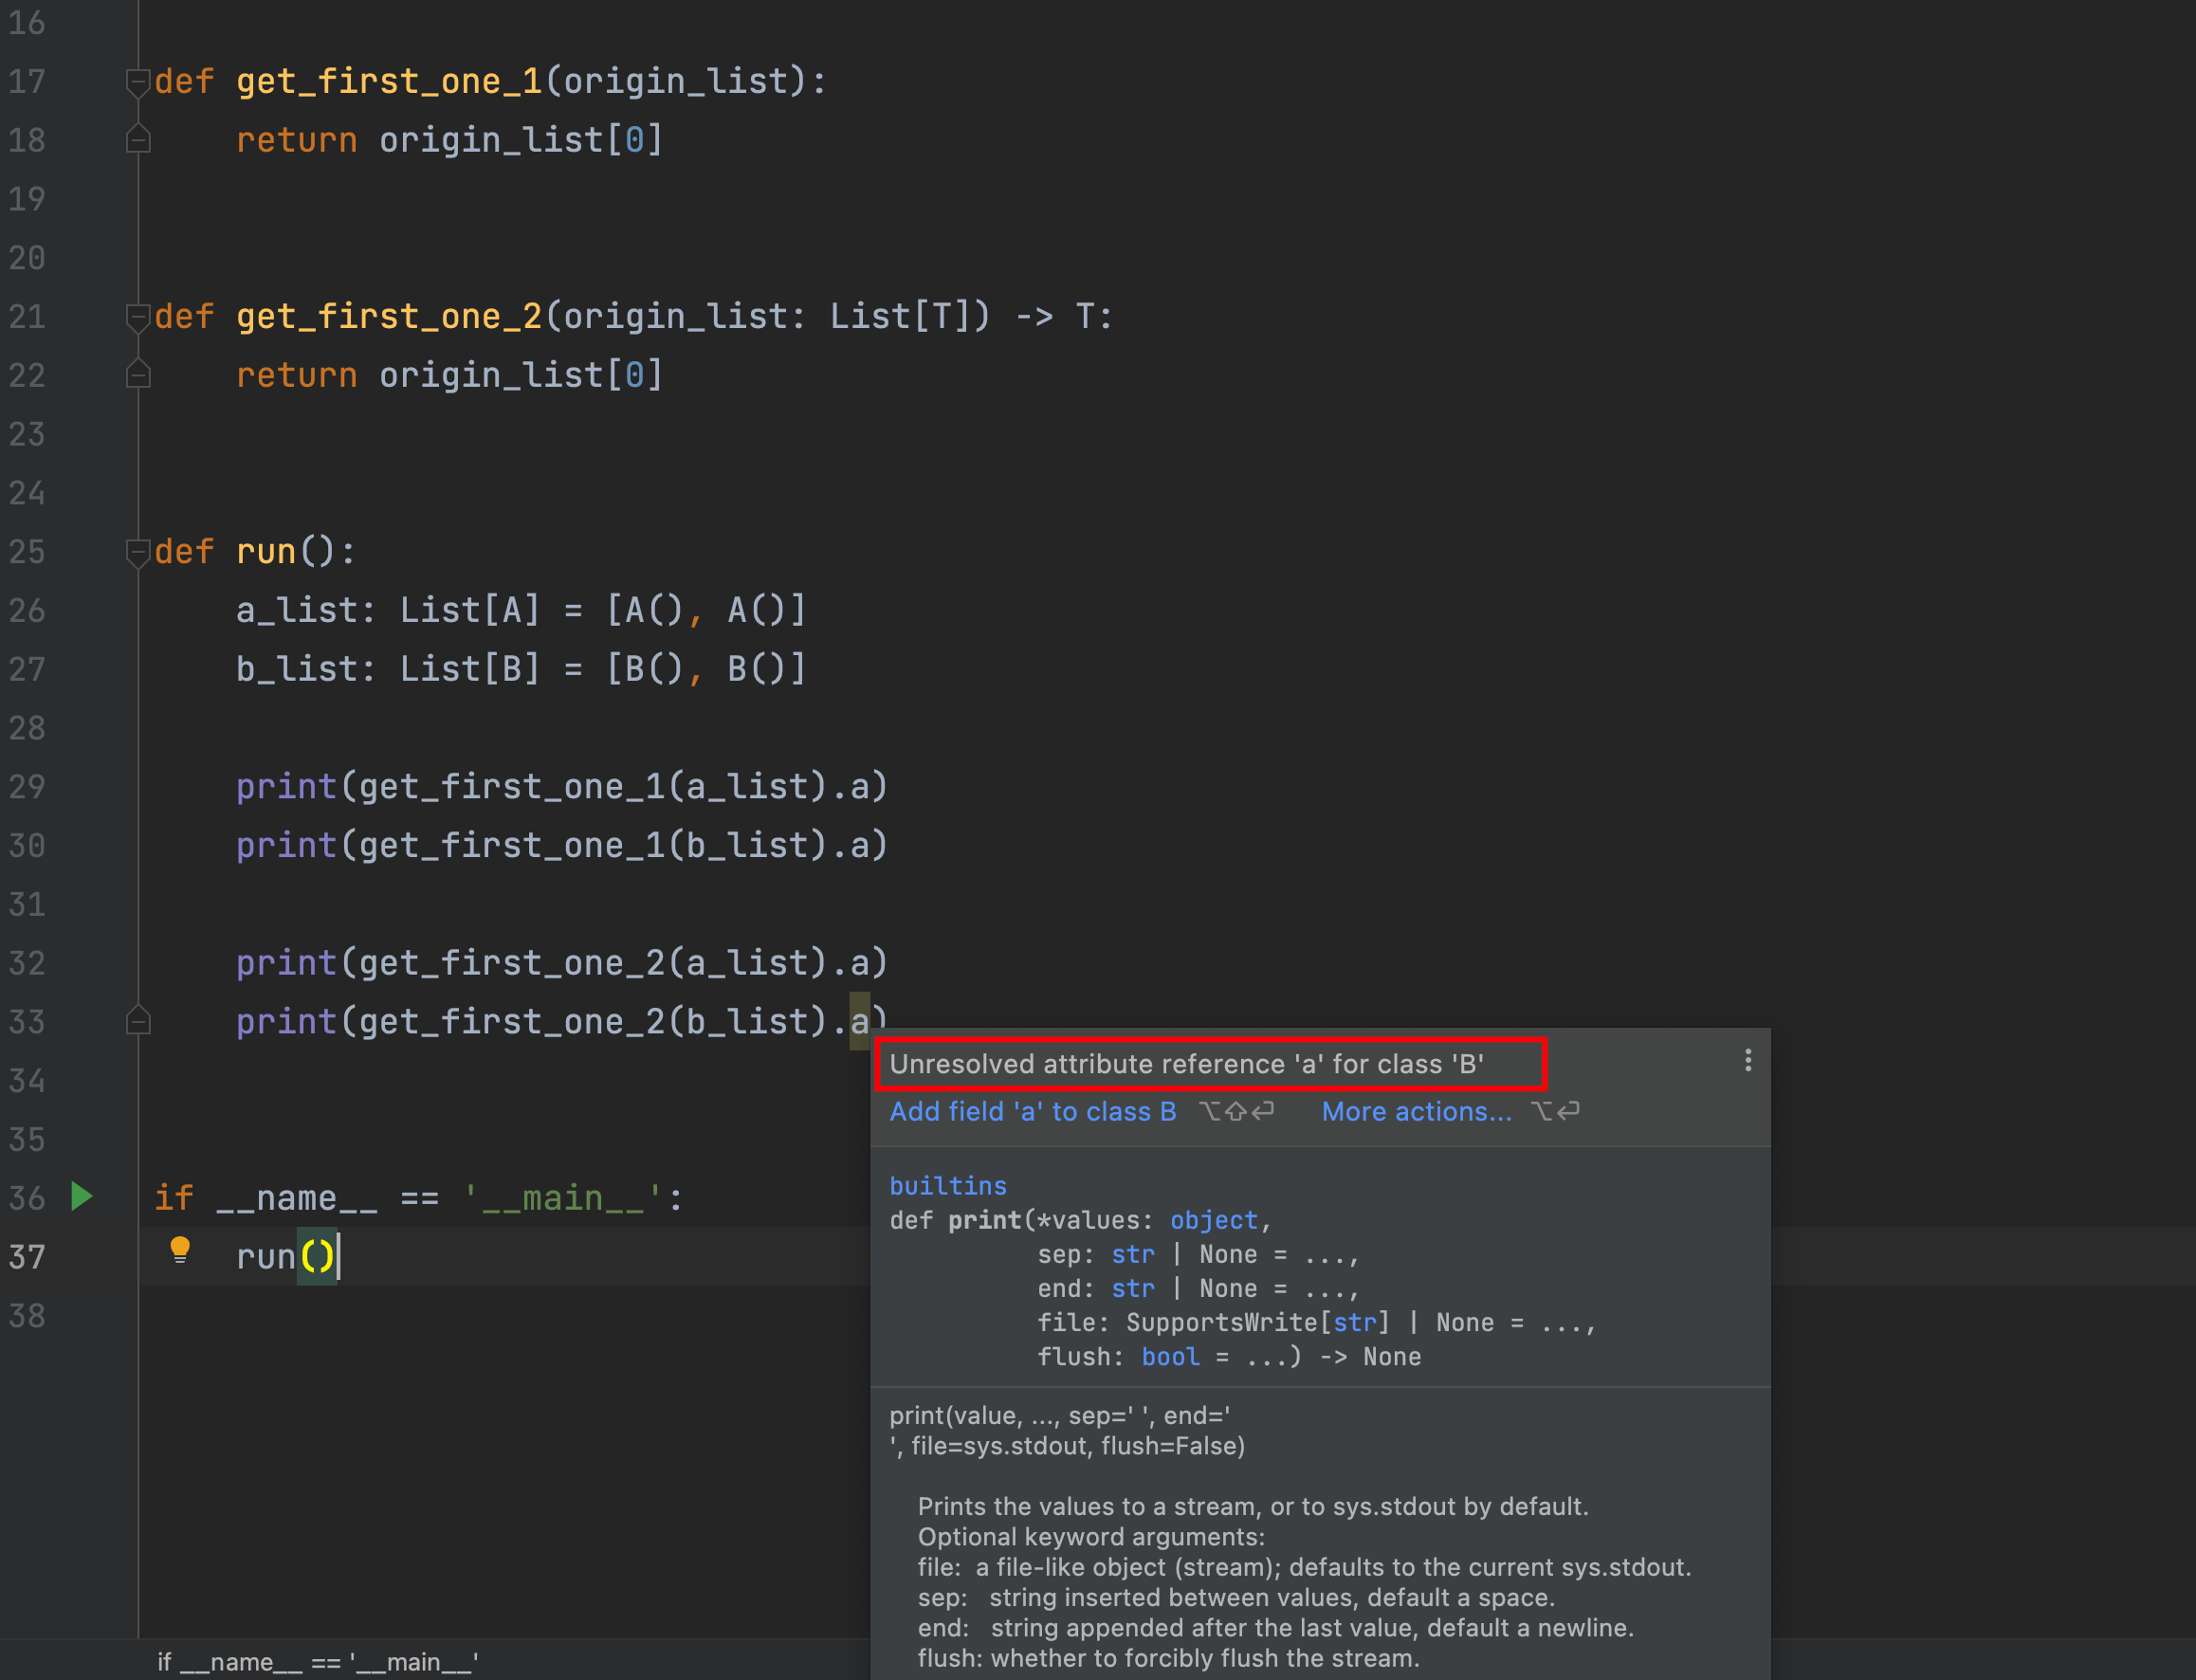 16
17 def get_first_one_1(origin_list):
18 return origin_list[0]
19
20
21 def get_first_one_2(origin_list: List[T]) -> T:
22 return origin_list[0]
23
24
25 def run():
26 a_list: List[A] = [A(), A()]
27 b_list: List[B] = [B(), B()]
28
29 print(get_first_one_1(a_list).a)
30 print(get_first_one_1(b_list).a)
31
32 print(get_first_one_2(a_list).a)
33 print(get_first_one_2(b_list).a)
Unresolved attribute reference 'a' for class 'B'
34
Add field 'a' to class B ⌥⇧↩ More actions... ⌥↩
35
builtins
36 if __name__ == '__main__':
def print(*values: object,
37 run()
sep: str | None = ...,
end: str | None = ...,
38
file: SupportsWrite[str] | None = ...,
flush: bool = ...) -> None
print(value, ..., sep=' ', end='
', file=sys.stdout, flush=False)
Prints the values to a stream, or to sys.stdout by default.
Optional keyword arguments:
file: a file-like object (stream); defaults to the current sys.stdout.
sep: string inserted between values, default a space.
end: string appended after the last value, default a newline.
flush: whether to forcibly flush the stream.
if __name__ == '__main__'